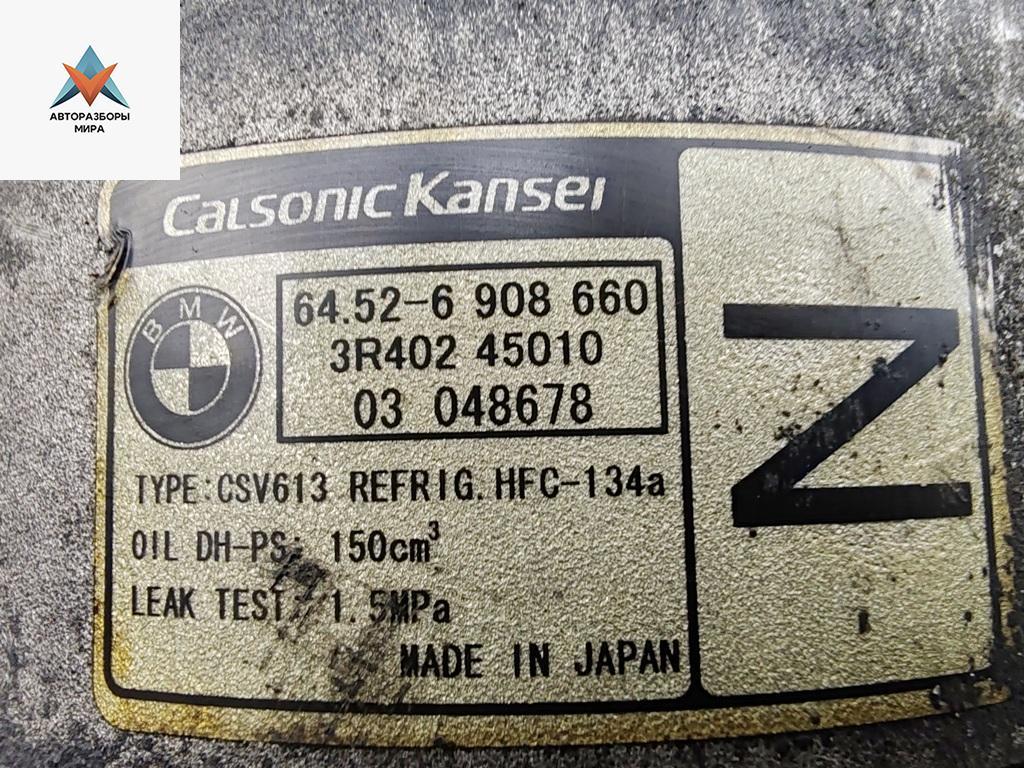 АВТОРАЗБОРЫ
МИРА
CALSONIC KANSEI
BMW
64.52-6 908 660
3R402 45010
03 048678
TYPE:CSV613 REFRIG. HFC-134a
OIL DH-PS: 150cm³
LEAK TEST: 1.5MPa
MADE IN JAPAN
Z